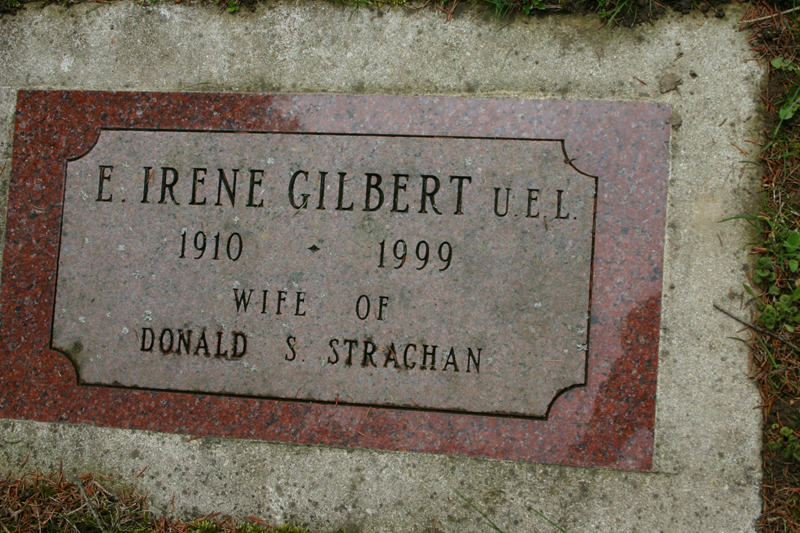 E. IRENE GILBERT U.E.L.
1910 - 1999
WIFE OF
DONALD S. STRACHAN